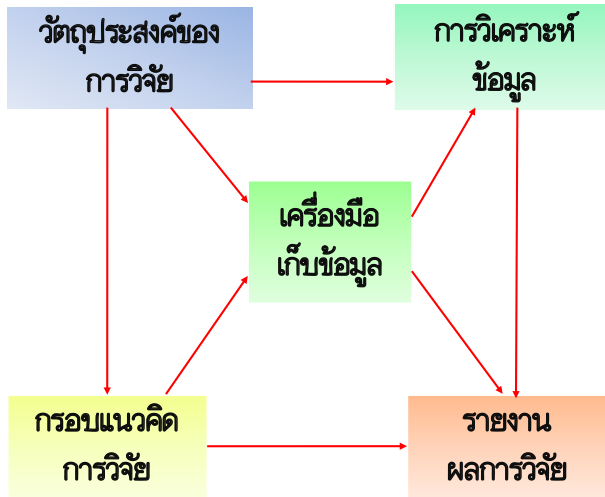 วัตถุประสงค์ของ
การวิจัย
การวิเคราะห์
ข้อมูล
เครื่องมือ
เก็บข้อมูล
กรอบแนวคิด
การวิจัย
รายงาน
ผลการวิจัย